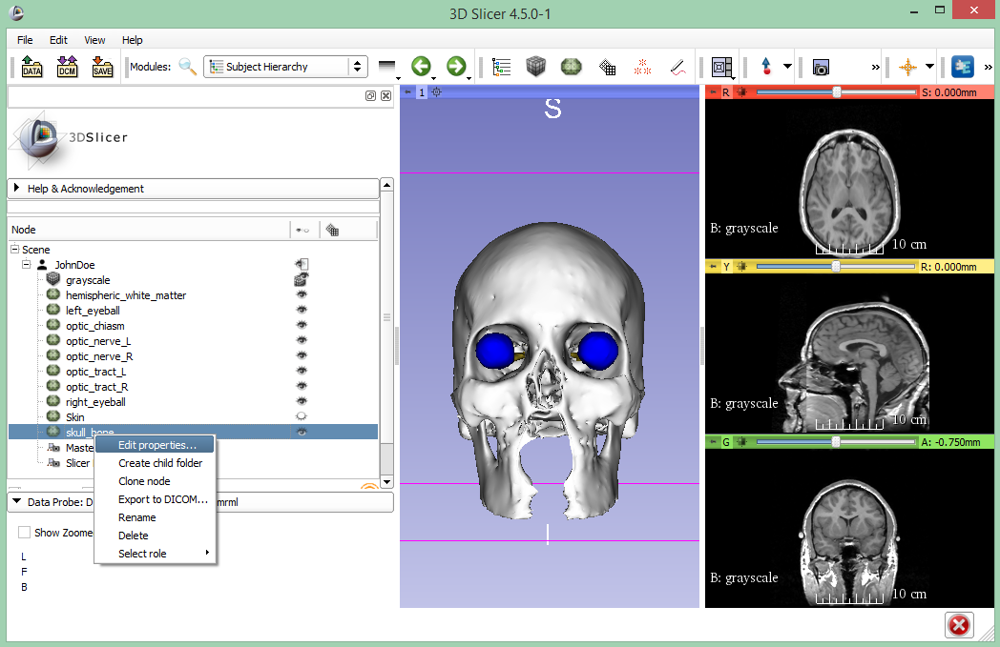 3D Slicer 4.5.0-1
File Edit View Help
DATA DCM SAVE Modules: Subject Hierarchy
1
S
R S: 0.000mm
3DSlicer
Help & Acknowledgement
Node
Scene
JohnDoe
grayscale
hemispheric_white_matter
left_eyeball
optic_chiasm
optic_nerve_L
optic_nerve_R
optic_tract_L
optic_tract_R
right_eyeball
Skin
skull_bone
Maste
Slicer
Edit properties...
Create child folder
Clone node
Export to DICOM...
Rename
Delete
Select role
Data Probe: D
mrml
Show Zoome
L
F
B
I
B: grayscale
10 cm
Y R: 0.000mm
B: grayscale
10 cm
G A: -0.750mm
B: grayscale
10 cm